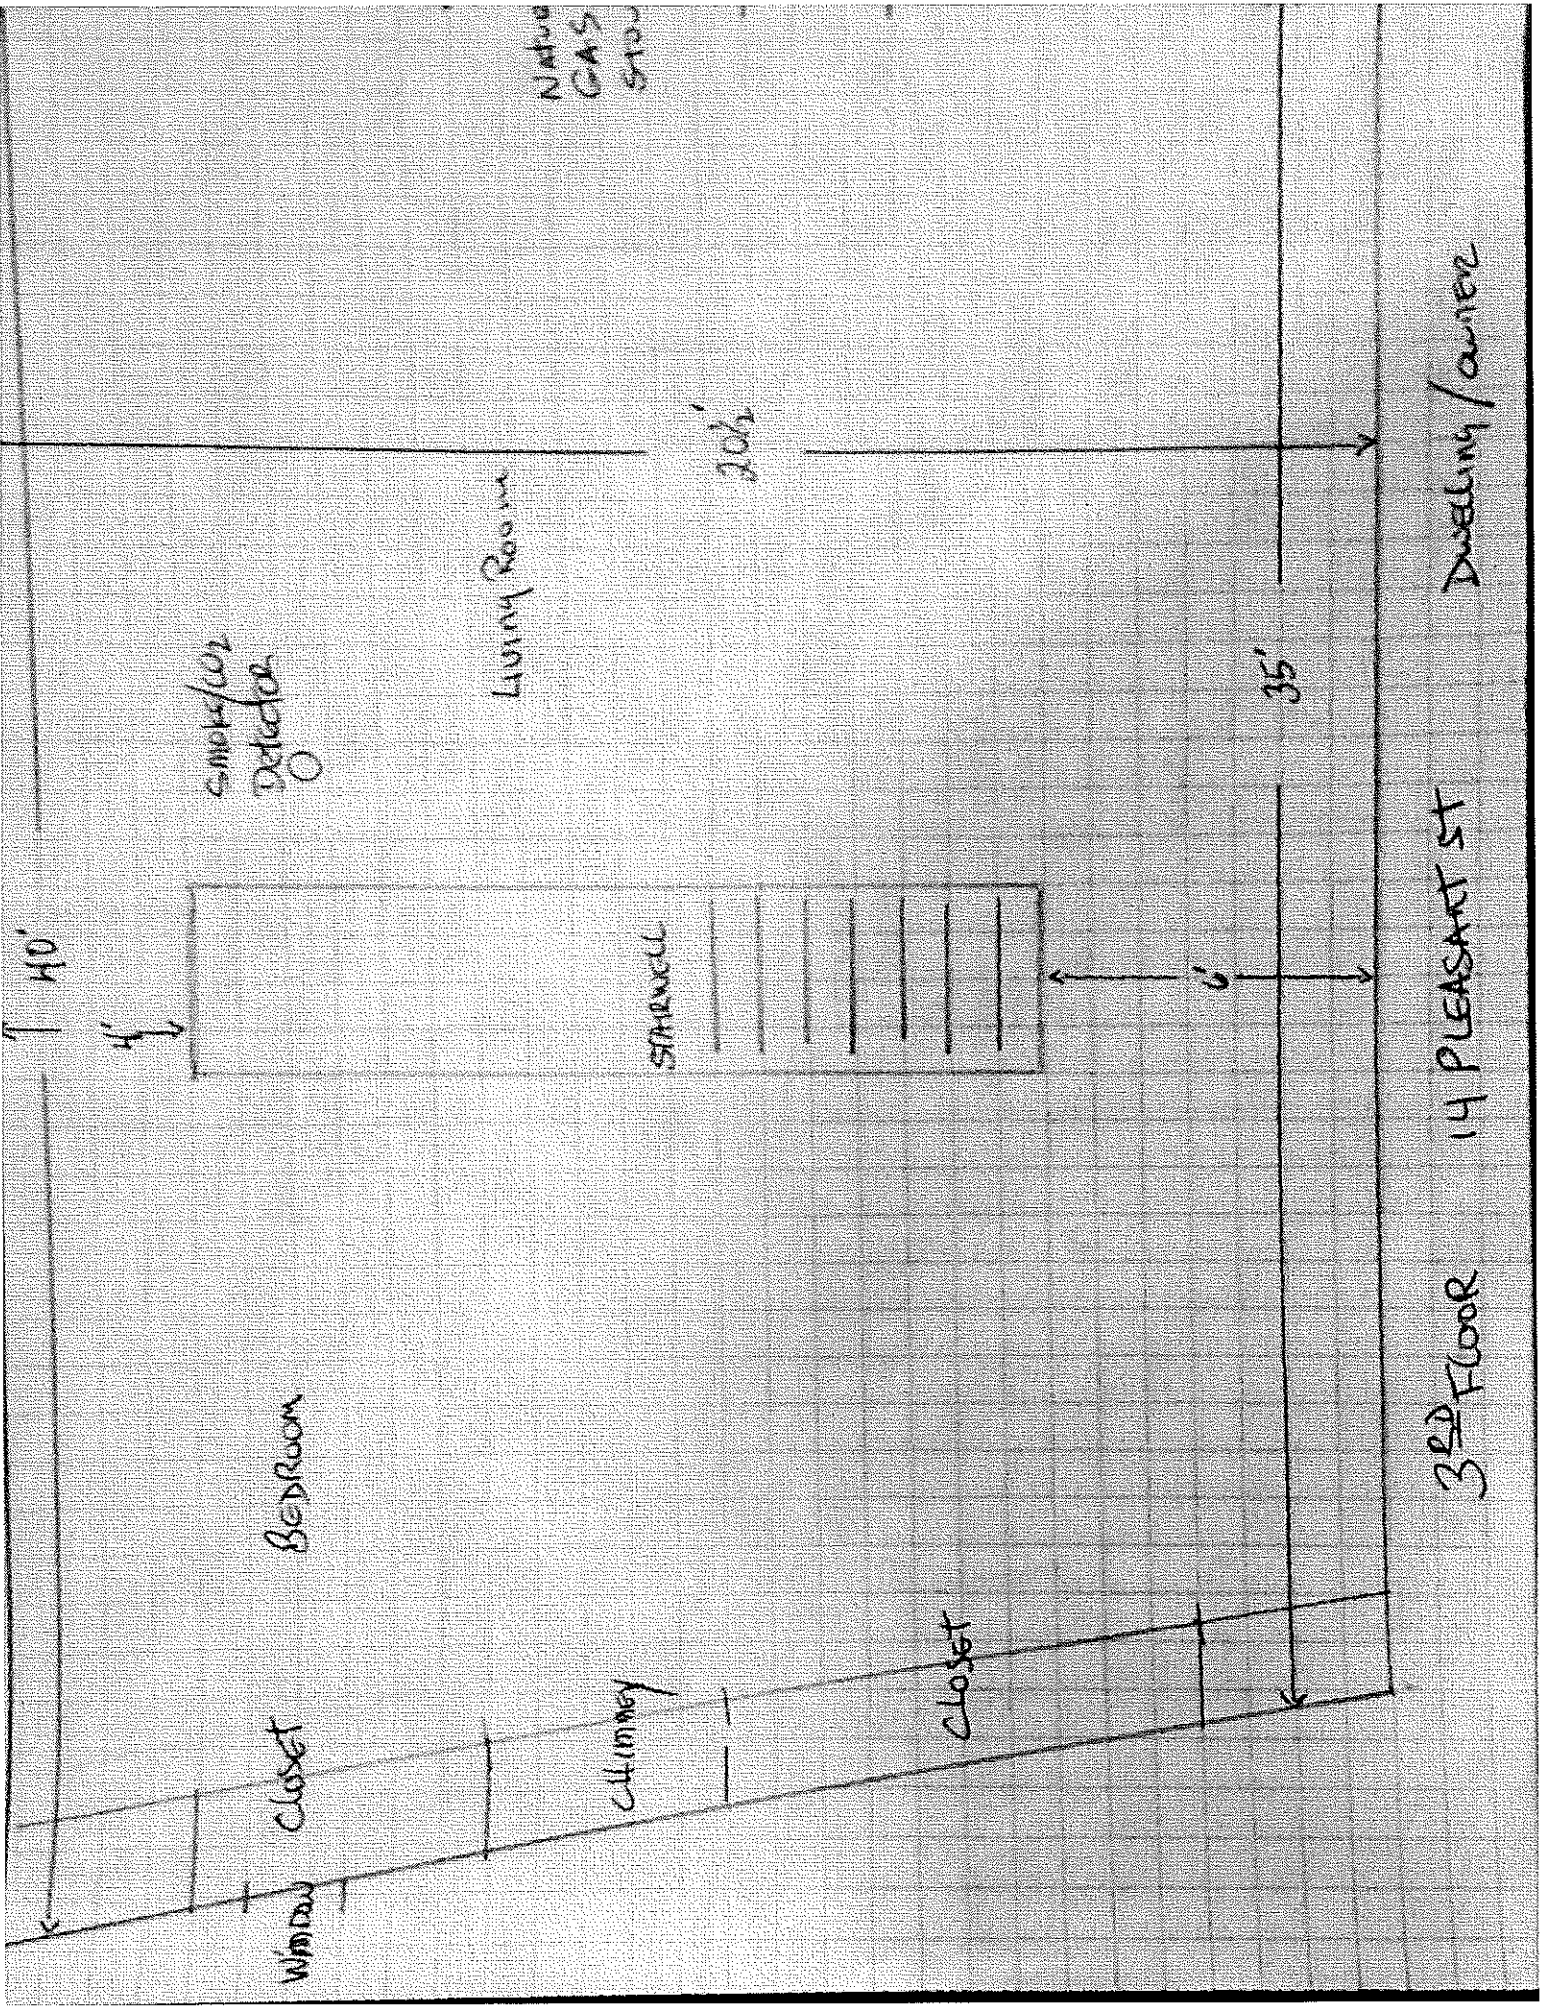 40'
4'
SMOKE/CO2
Detector
Living Room
GAS
20½'
STAIRWELL
BEDROOM
Window
Closet
CHIMNEY
Closet
6'
35'
3RD Floor 14 PLEASANT ST Dwelling / owner